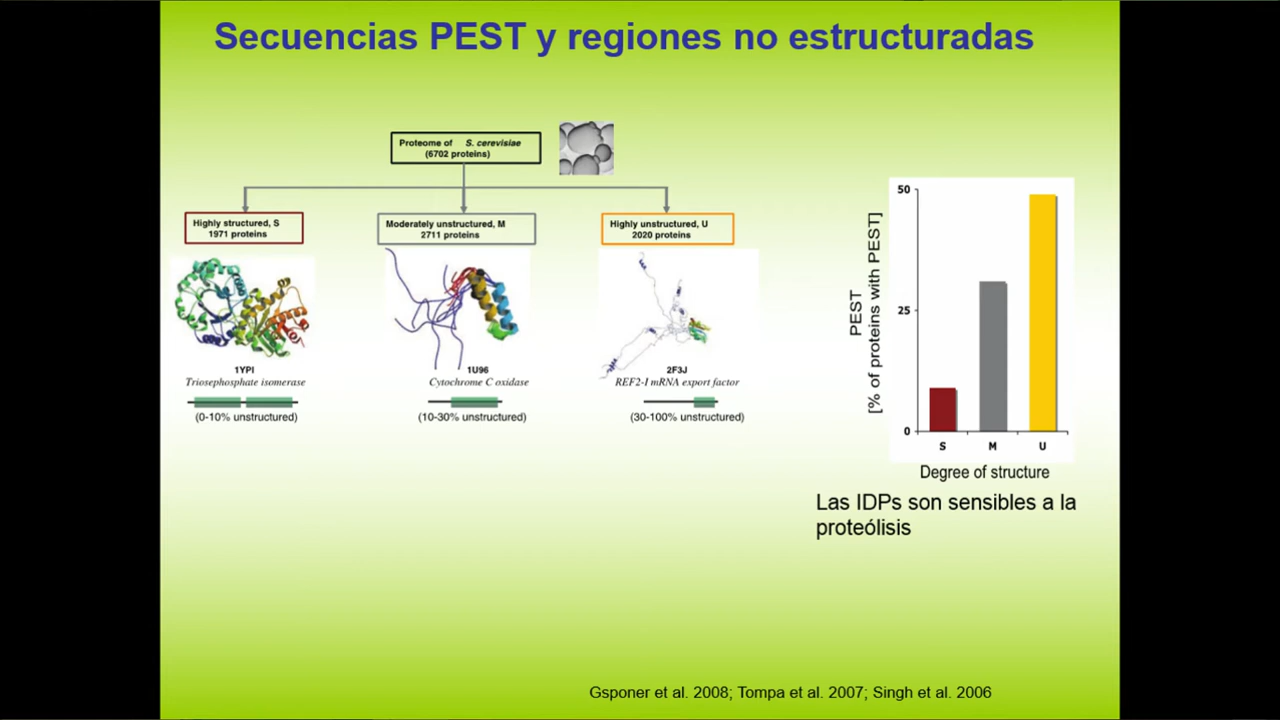 Secuencias PEST y regiones no estructuradas
Proteome of S. cerevisiae
(6702 proteins)
Highly structured, S
1971 proteins
Moderately unstructured, M
2711 proteins
Highly unstructured, U
2020 proteins
1YPI
Triosephosphate isomerase
(0-10% unstructured)
1U96
Cytochrome C oxidase
(10-30% unstructured)
2F3J
REF2-I mRNA export factor
(30-100% unstructured)
PEST
[% of proteins with PEST]
50
25
0
S M U
Degree of structure
Las IDPs son sensibles a la
proteólisis
Gsponer et al. 2008; Tompa et al. 2007; Singh et al. 2006